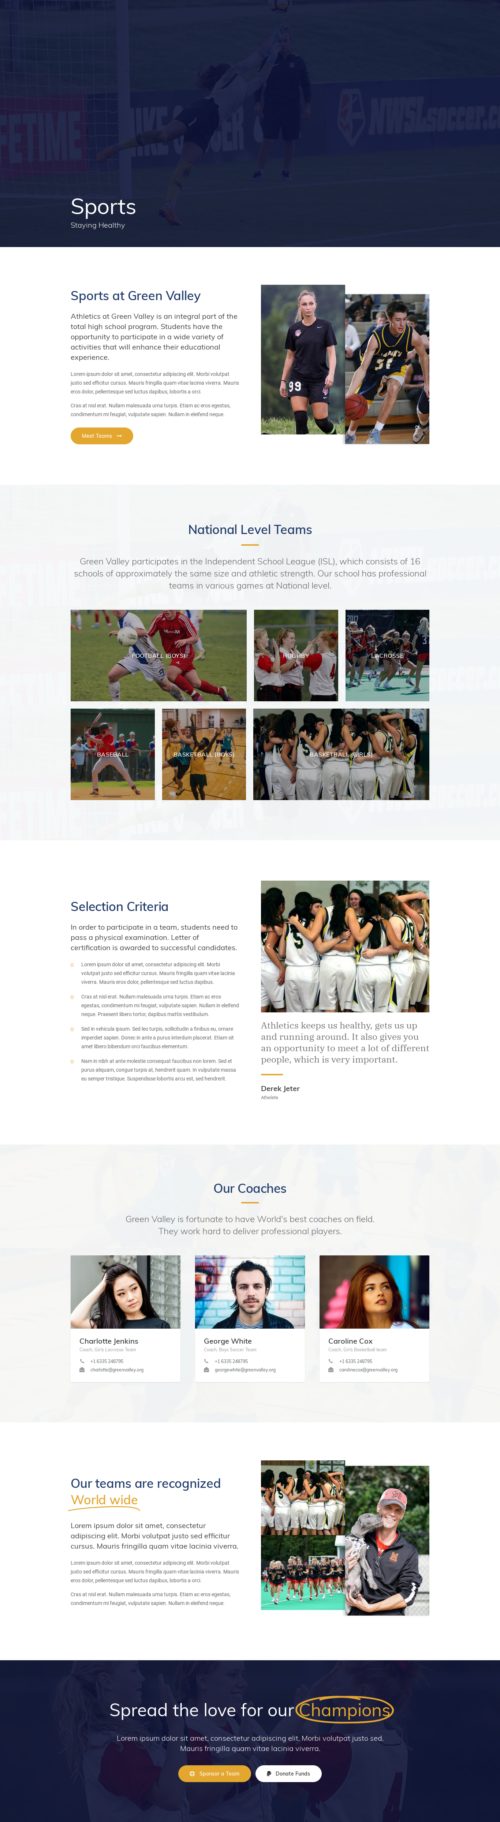 LIFETIME
NIKE SOCCER
NWSLsoccer.c
Sports
Staying Healthy
Sports at Green Valley
Athletics at Green Valley is an integral part of the
total high school program. Students have the
opportunity to participate in a wide variety of
activities that will enhance their educational
experience.
Lorem ipsum dolor sit amet, consectetur adipiscing elit. Morbi volutpat
justo sed efficitur cursus. Mauris fringilla quam vitae lacinia viverra. Mauris
eros dolor, pellentesque sed luctus dapibus, lobortis a orci.
Cras at nisl erat. Nullam malesuada urna turpis. Etiam ac eros egestas,
condimentum mi feugiat, vulputate sapien. Nullam in eleifend neque.
Meet Teams
99
National Level Teams
Green Valley participates in the Independent School League (ISL), which consists of 16
schools of approximately the same size and athletic strength. Our school has professional
teams in various games at National level.
FOOTBALL (BOYS)
HOCKEY
LACROSSE
BASEBALL
BASKETBALL (BOYS)
BASKETBALL (GIRLS)
Selection Criteria
In order to participate in a team, students need to
pass a physical examination. Letter of
certification is awarded to successful candidates.
Lorem ipsum dolor sit amet, consectetur adipiscing elit. Morbi
volutpat justo sed efficitur cursus. Mauris fringilla quam vitae lacinia
viverra. Mauris eros dolor, pellentesque sed luctus dapibus.
Cras at nisl erat. Nullam malesuada urna turpis. Etiam ac eros
egestas, condimentum mi feugiat, vulputate sapien. Nullam in eleifend
neque. Praesent libero tortor, dapibus mattis vestibulum.
Sed in vehicula ipsum. Sed leo turpis, sollicitudin a finibus eu, ornare
imperdiet sapien. Donec in ante a purus interdum placerat. Etiam sit
amet libero bibendum orci faucibus elementum.
Nam in nibh at ante molestie consequat faucibus non lorem. Sed et
purus aliquam, congue turpis at, hendrerit quam. In vulputate massa
eu semper tristique. Suspendisse lobortis arcu est, sed hendrerit.
Athletics keeps us healthy, gets us up
and running around. It also gives you
an opportunity to meet a lot of different
people, which is very important.
Derek Jeter
Athelete
Our Coaches
Green Valley is fortunate to have World's best coaches on field.
They work hard to deliver professional players.
Charlotte Jenkins
Coach, Girls Lacrosse Team
+1 6335 248795
charlotte@greenvalley.org
George White
Coach, Boys Soccer Team
+1 6335 248795
georgewhite@greenvalley.org
Caroline Cox
Coach, Girls Basketball team
+1 6335 248795
carolinecox@greenvalley.org
Our teams are recognized
World wide
Lorem ipsum dolor sit amet, consectetur
adipiscing elit. Morbi volutpat justo sed efficitur
cursus. Mauris fringilla quam vitae lacinia viverra.
Lorem ipsum dolor sit amet, consectetur adipiscing elit. Morbi volutpat
justo sed efficitur cursus. Mauris fringilla quam vitae lacinia viverra. Mauris
eros dolor, pellentesque sed luctus dapibus, lobortis a orci.
Cras at nisl erat. Nullam malesuada urna turpis. Etiam ac eros egestas,
condimentum mi feugiat, vulputate sapien. Nullam in eleifend neque.
Spread the love for our Champions
Lorem ipsum dolor sit amet, consectetur adipiscing elit. Morbi volutpat justo sed,
Mauris fringilla quam vitae lacinia viverra.
Sponsor a Team
Donate Funds